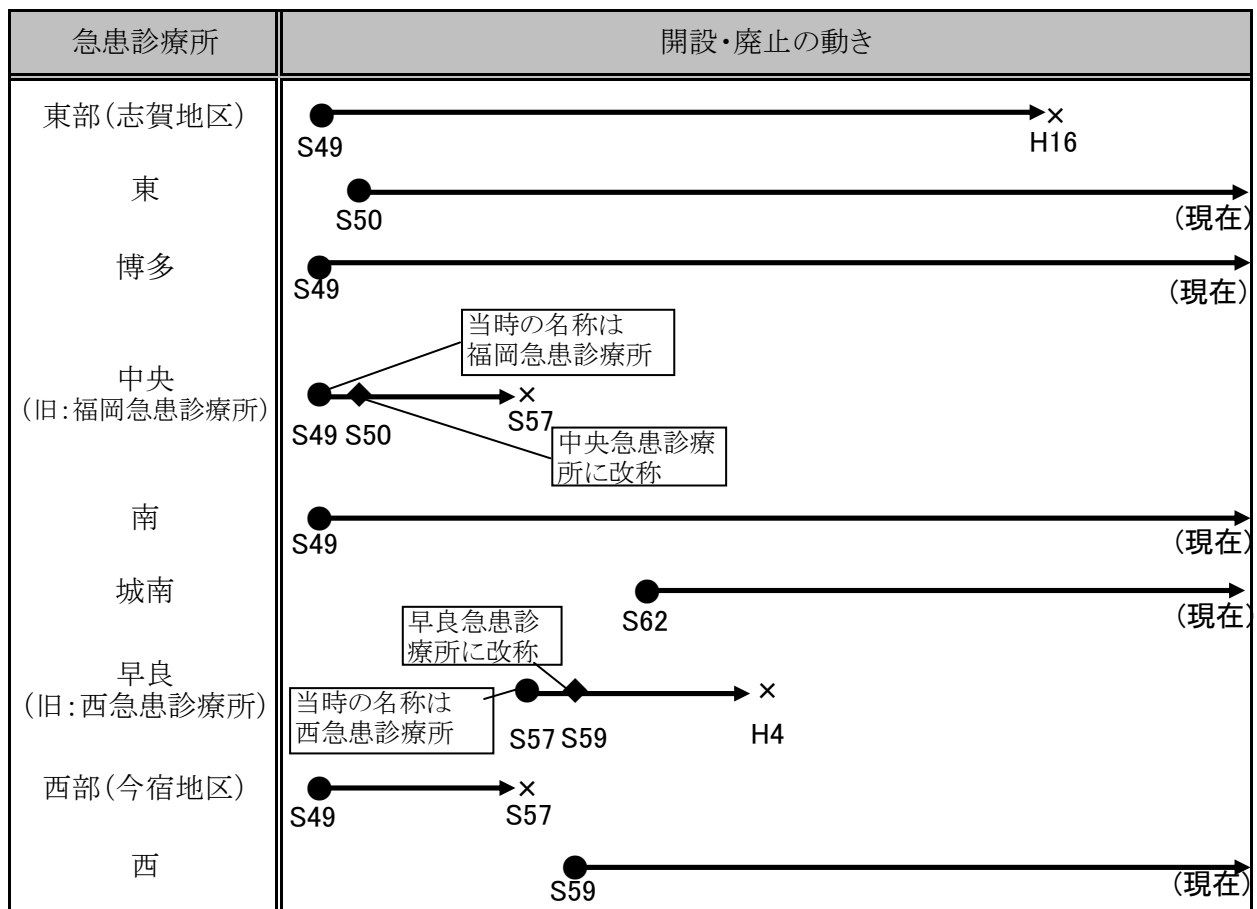 急患診療所
開設・廃止の動き
東部(志賀地区)
S49
H16
東
S50
(現在)
博多
S49
(現在)
当時の名称は
福岡急患診療所
中央
(旧:福岡急患診療所)
S49 S50
S57
中央急患診療
所に改称
南
S49
(現在)
城南
S62
(現在)
早良急患診
療所に改称
早良
(旧:西急患診療所)
当時の名称は
西急患診療所
S57 S59
H4
西部(今宿地区)
S49
S57
西
S59
(現在)